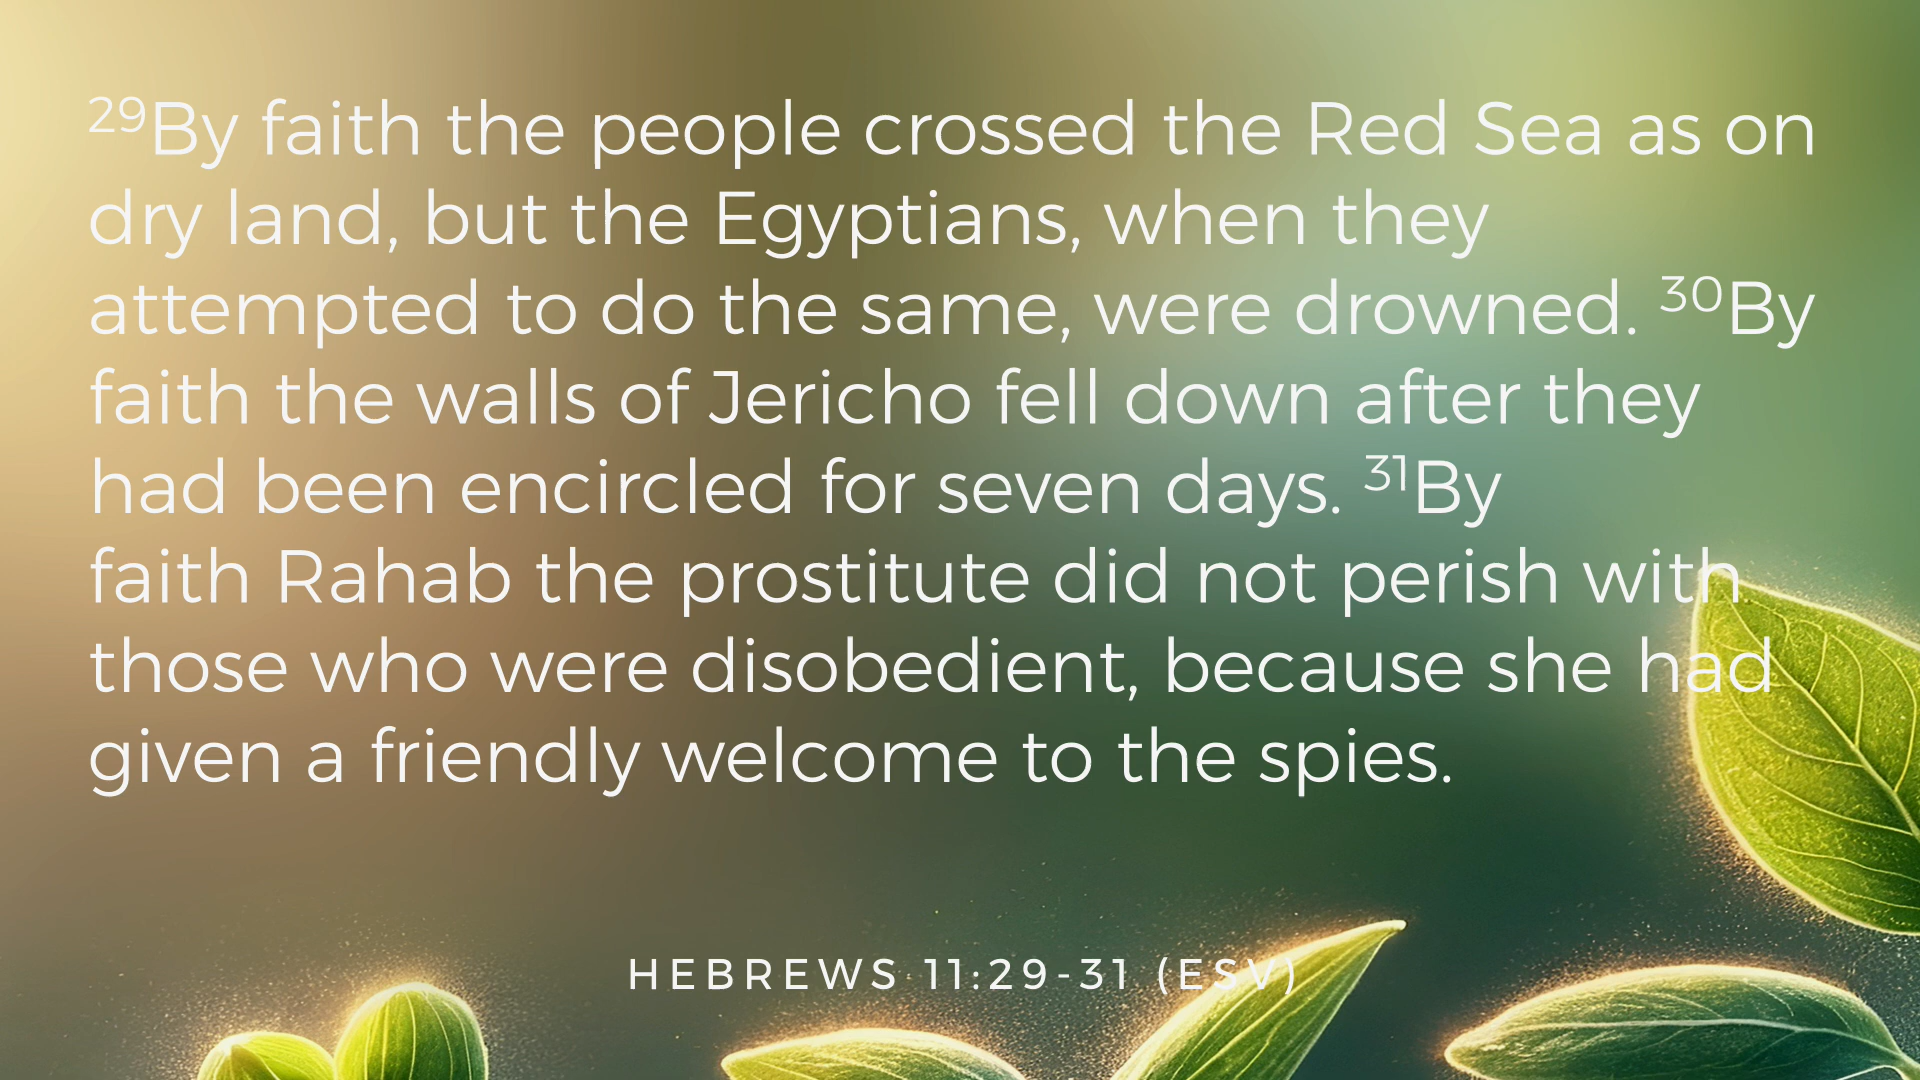 29By faith the people crossed the Red Sea as on
dry land, but the Egyptians, when they
attempted to do the same, were drowned. 30By
faith the walls of Jericho fell down after they
had been encircled for seven days. 31By
faith Rahab the prostitute did not perish with
those who were disobedient, because she had
given a friendly welcome to the spies.
HEBREWS 11:29-31 (ESV)